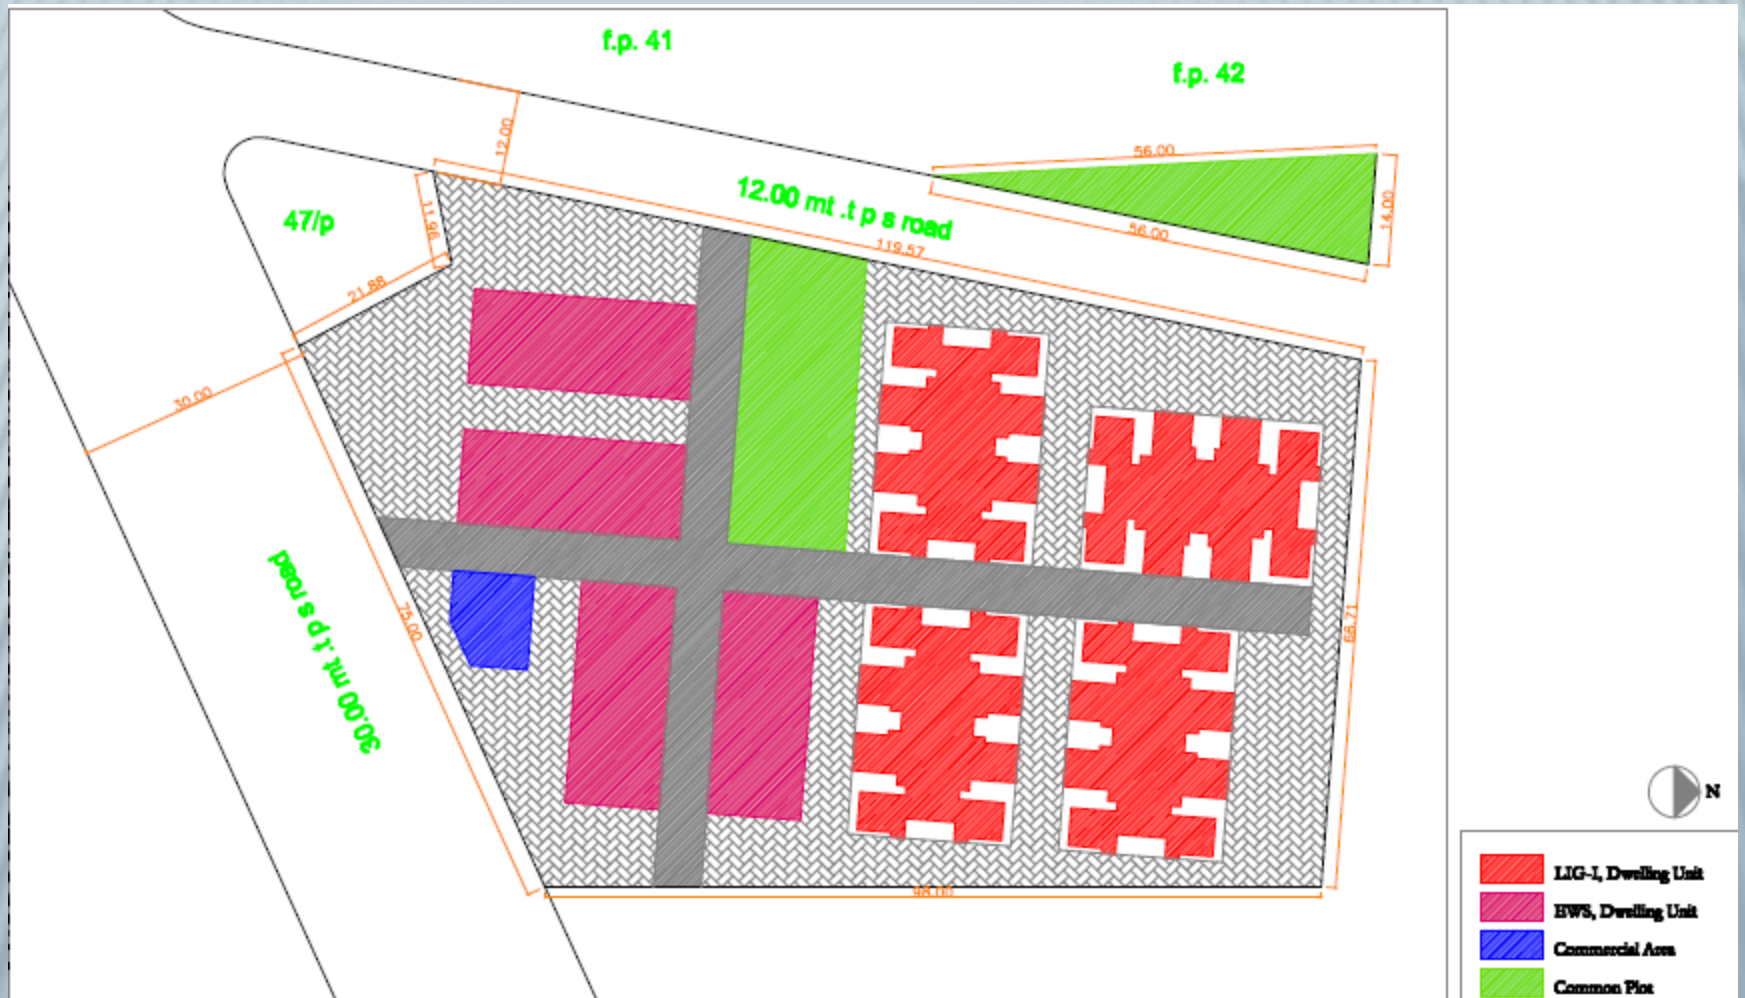 f.p. 41
f.p. 42
12.00
56.00
14.00
11.96
47/p
12.00 mt .t p s road
56.00
119.57
21.88
30.00
30.00 mt .t p s road
75.00
68.71
98.00
N
LIG-I, Dwelling Unit
EWS, Dwelling Unit
Commercial Area
Common Plot